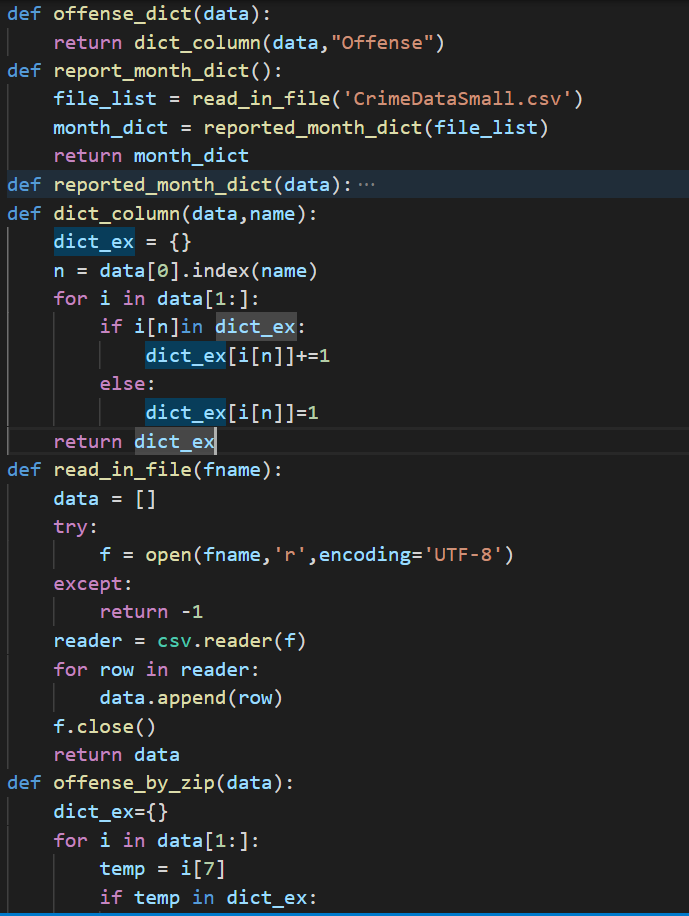 def offense_dict(data):
    return dict_column(data,"Offense")
def report_month_dict():
    file_list = read_in_file('CrimeDataSmall.csv')
    month_dict = reported_month_dict(file_list)
    return month_dict
def reported_month_dict(data):···
def dict_column(data,name):
    dict_ex = {}
    n = data[0].index(name)
    for i in data[1:]:
        if i[n]in dict_ex:
            dict_ex[i[n]]+=1
        else:
            dict_ex[i[n]]=1
    return dict_ex
def read_in_file(fname):
    data = []
    try:
        f = open(fname,'r',encoding='UTF-8')
    except:
        return -1
    reader = csv.reader(f)
    for row in reader:
        data.append(row)
    f.close()
    return data
def offense_by_zip(data):
    dict_ex={}
    for i in data[1:]:
        temp = i[7]
        if temp in dict_ex: